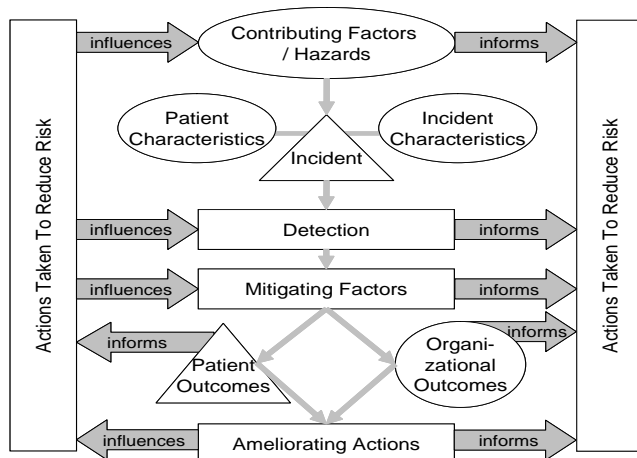 influences
Contributing Factors
/ Hazards
informs
Patient
Characteristics
Incident
Characteristics
Incident
Actions Taken To Reduce Risk
Actions Taken To Reduce Risk
influences
Detection
informs
influences
Mitigating Factors
informs
informs
Patient
Outcomes
Organi-
zational
Outcomes
informs
influences
Ameliorating Actions
informs